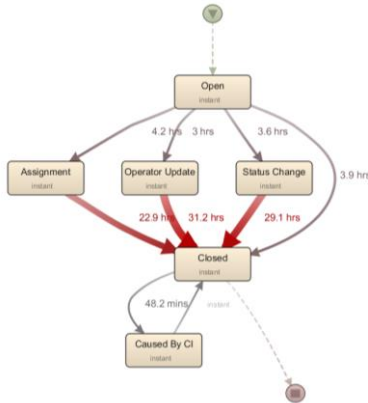 Open
instant
4.2 hrs
3 hrs
3.6 hrs
3.9 hrs
Assignment
instant
Operator Update
instant
Status Change
instant
22.9 hrs
31.2 hrs
29.1 hrs
Closed
instant
48.2 mins
instant
Caused By CI
instant